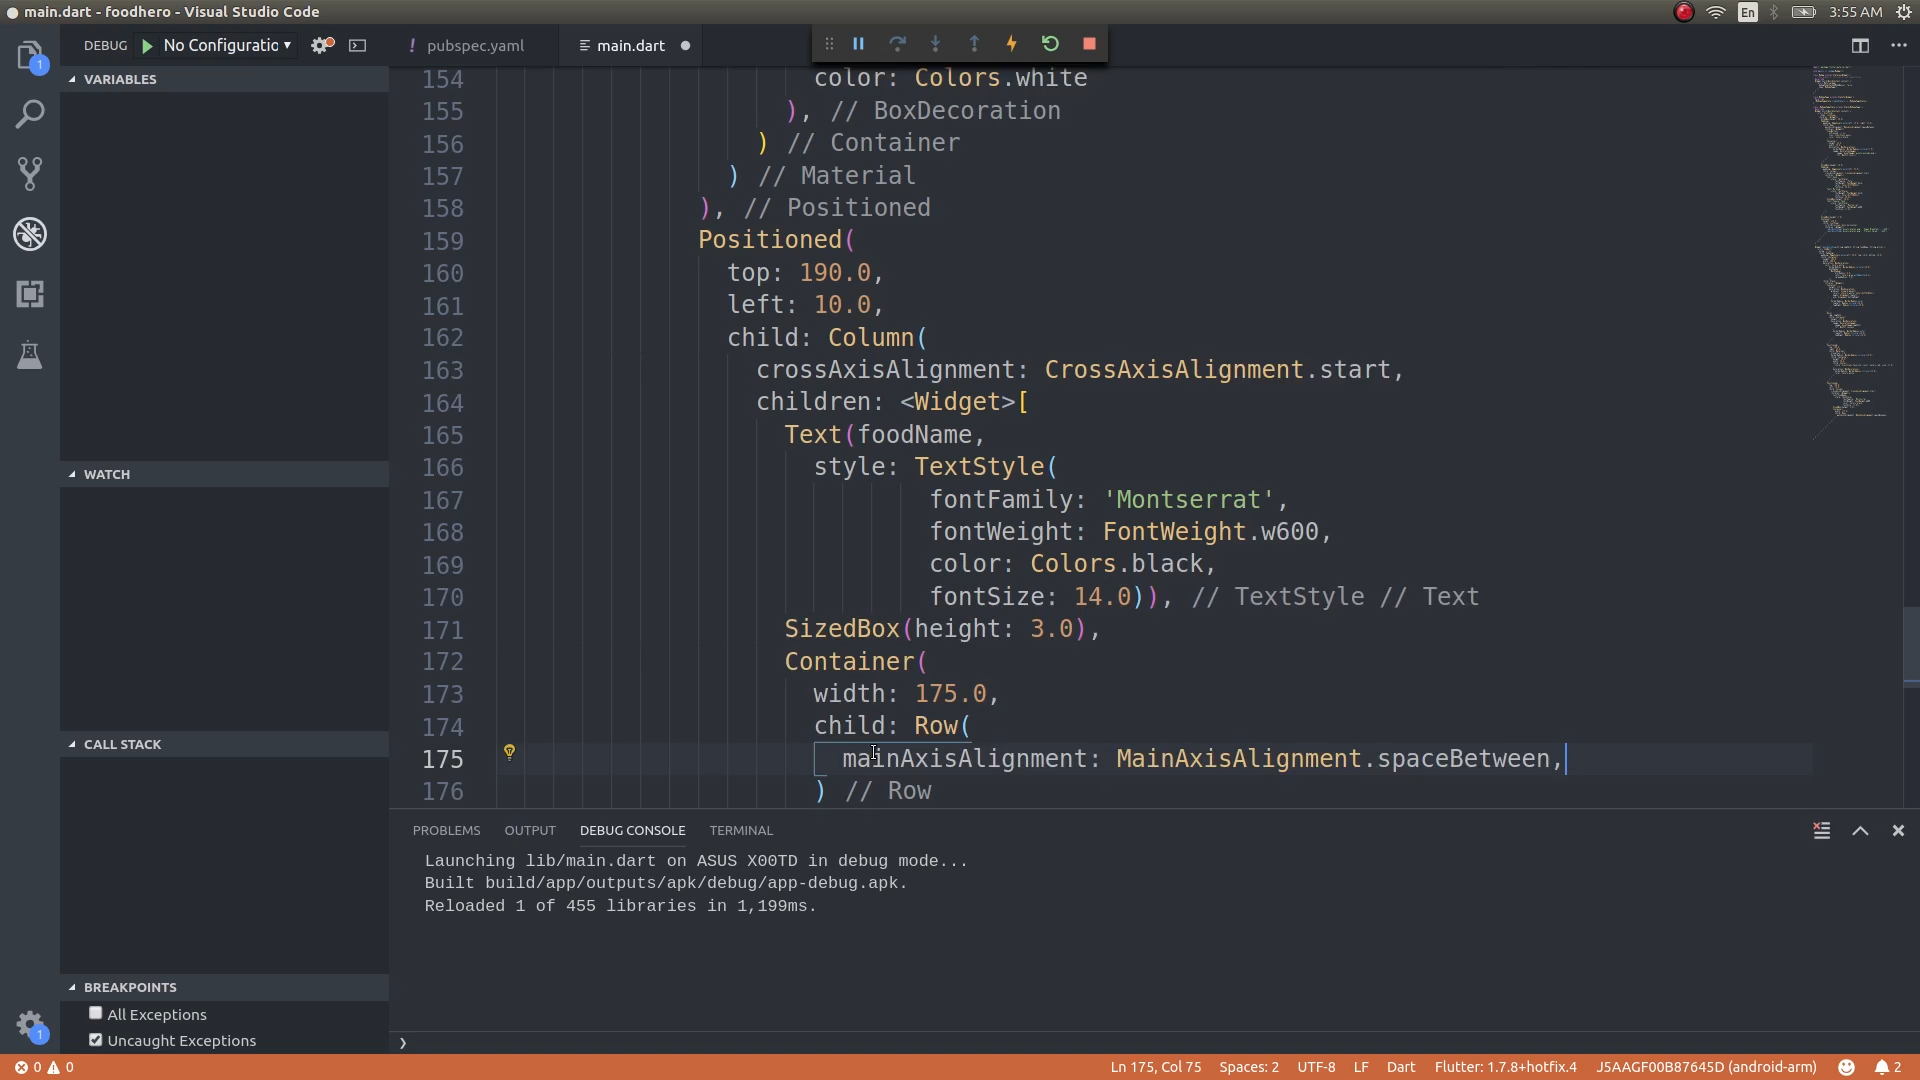 main.dart - foodhero - Visual Studio Code
En
3:55 AM
DEBUG
No Configuratio
! pubspec.yaml
main.dart
VARIABLES
WATCH
CALL STACK
BREAKPOINTS
All Exceptions
Uncaught Exceptions
1
1
154 color: Colors.white
155 ), // BoxDecoration
156 ) // Container
157 ) // Material
158 ), // Positioned
159 Positioned(
160 top: 190.0,
161 left: 10.0,
162 child: Column(
163 crossAxisAlignment: CrossAxisAlignment.start,
164 children: <Widget>[
165 Text(foodName,
166 style: TextStyle(
167 fontFamily: 'Montserrat',
168 fontWeight: FontWeight.w600,
169 color: Colors.black,
170 fontSize: 14.0)), // TextStyle // Text
171 SizedBox(height: 3.0),
172 Container(
173 width: 175.0,
174 child: Row(
175 mainAxisAlignment: MainAxisAlignment.spaceBetween,
176 ) // Row
PROBLEMS OUTPUT DEBUG CONSOLE TERMINAL
Launching lib/main.dart on ASUS X00TD in debug mode...
Built build/app/outputs/apk/debug/app-debug.apk.
Reloaded 1 of 455 libraries in 1,199ms.
0 0
Ln 175, Col 75 Spaces: 2 UTF-8 LF Dart Flutter: 1.7.8+hotfix.4 J5AAGF00B87645D (android-arm) 2